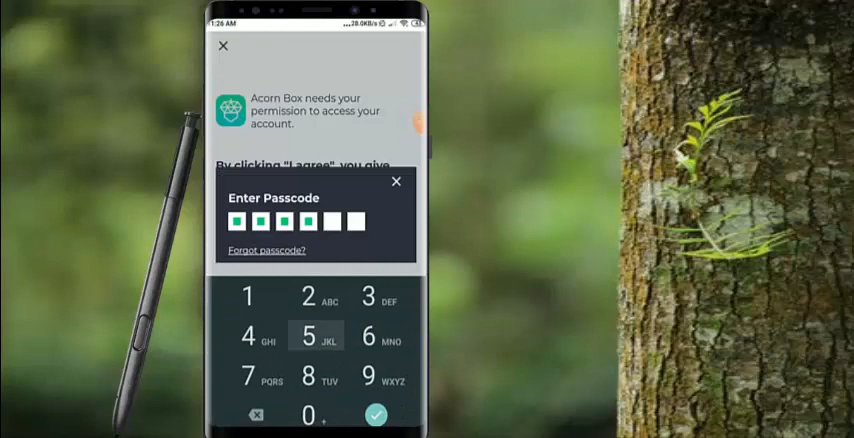 1:26 AM
...28.0KB/s
Acorn Box needs your
permission to access your
account.
By clicking "I agree", you give
Enter Passcode
Forgot passcode?
1 2 ABC 3 DEF
4 GHI 5 JKL 6 MNO
7 PQRS 8 TUV 9 WXYZ
0 +